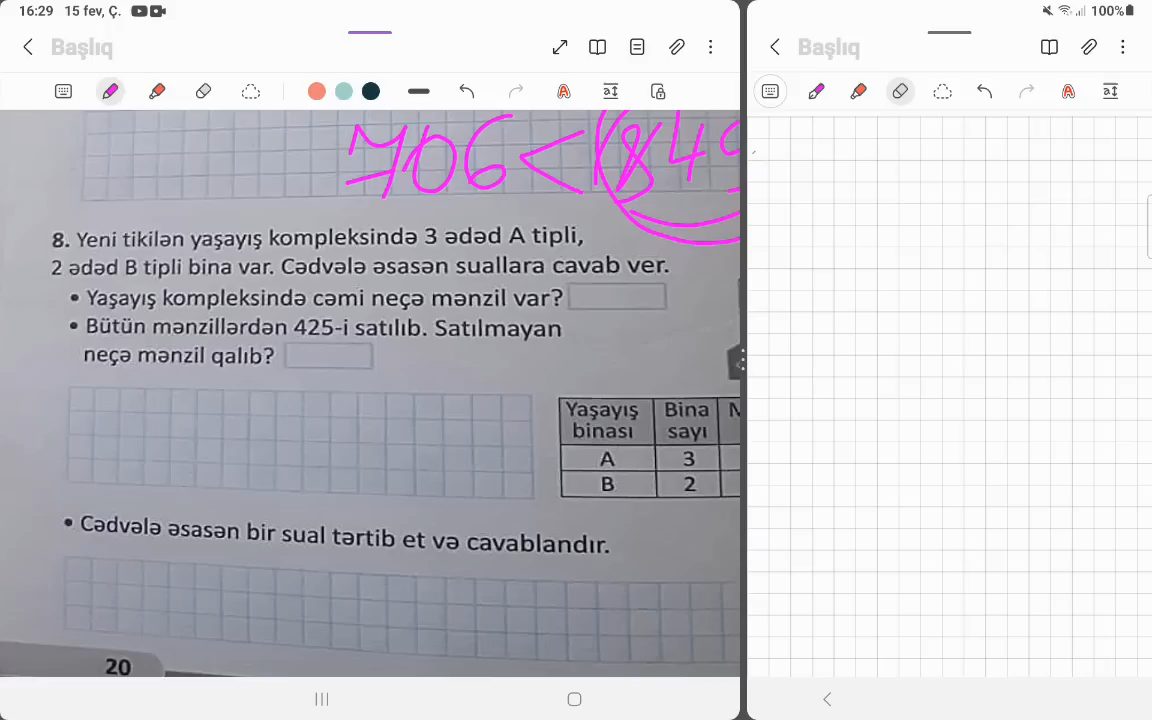 16:29 15 fev, Ç.
100%
Başlıq
Başlıq
706<849
8. Yeni tikilən yaşayış kompleksində 3 ədəd A tipli,
2 ədəd B tipli bina var. Cədvələ əsasən suallara cavab ver.
• Yaşayış kompleksində cəmi neçə mənzil var?
• Bütün mənzillərdən 425-i satılıb. Satılmayan
neçə mənzil qalıb?
Yaşayış binası Bina sayı M
A 3
B 2
• Cədvələ əsasən bir sual tərtib et və cavablandır.
20